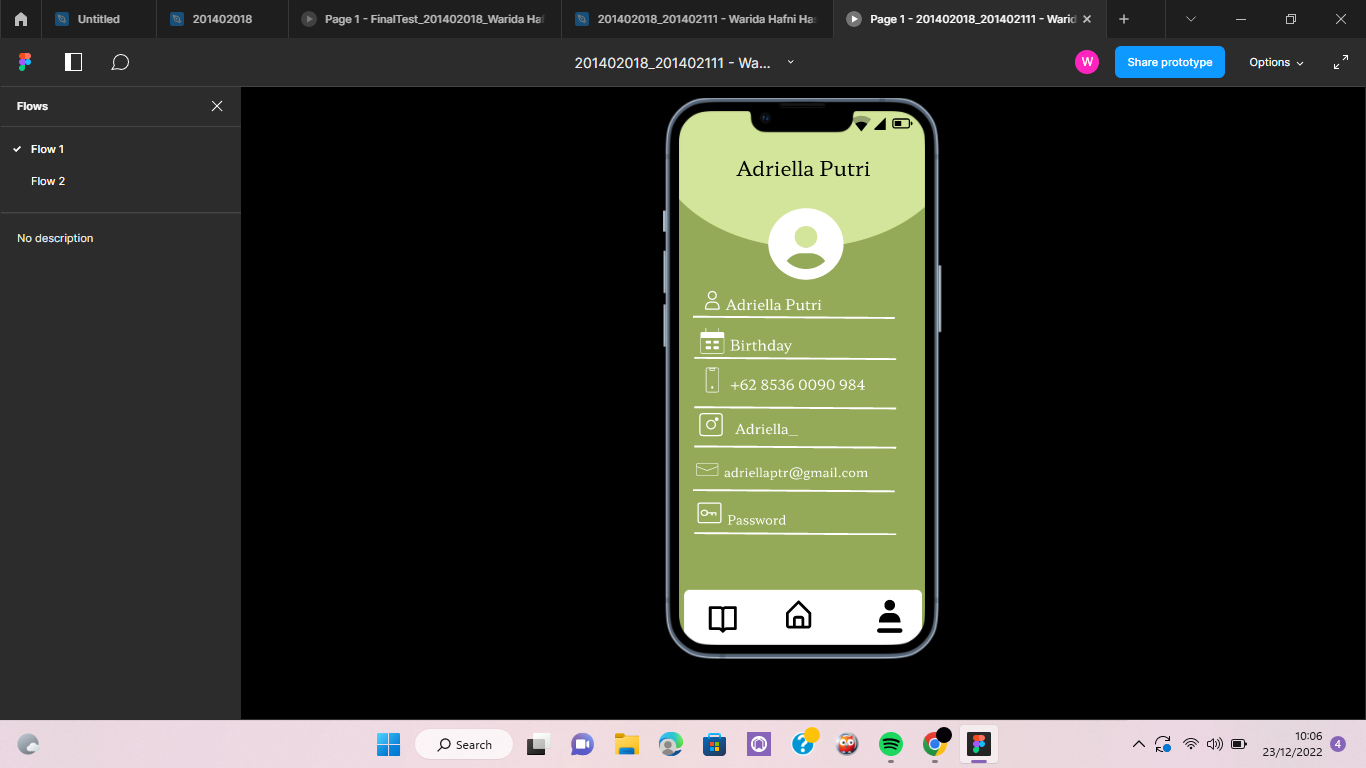 Untitled
201402018
Page 1 - FinalTest_201402018_Warida Haf
201402018_201402111 - Warida Hafni Has
Page 1 - 201402018_201402111 - Warid
201402018_201402111 - Wa...
W
Share prototype
Options
Flows
Flow 1
Flow 2
No description
Adriella Putri
Adriella Putri
Birthday
+62 8536 0090 984
Adriella_
adriellaptr@gmail.com
Password
Search
10:06
23/12/2022
4